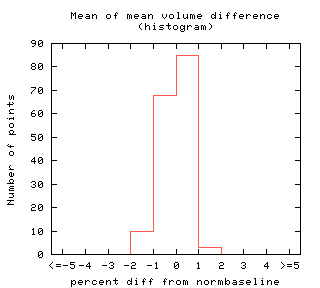 Mean of mean volume difference
(histogram)
90
80
70
60
50
40
30
20
10
0
Number of points
<=-5 -4 -3 -2 -1 0 1 2 3 4 >=5
percent diff from normbaseline